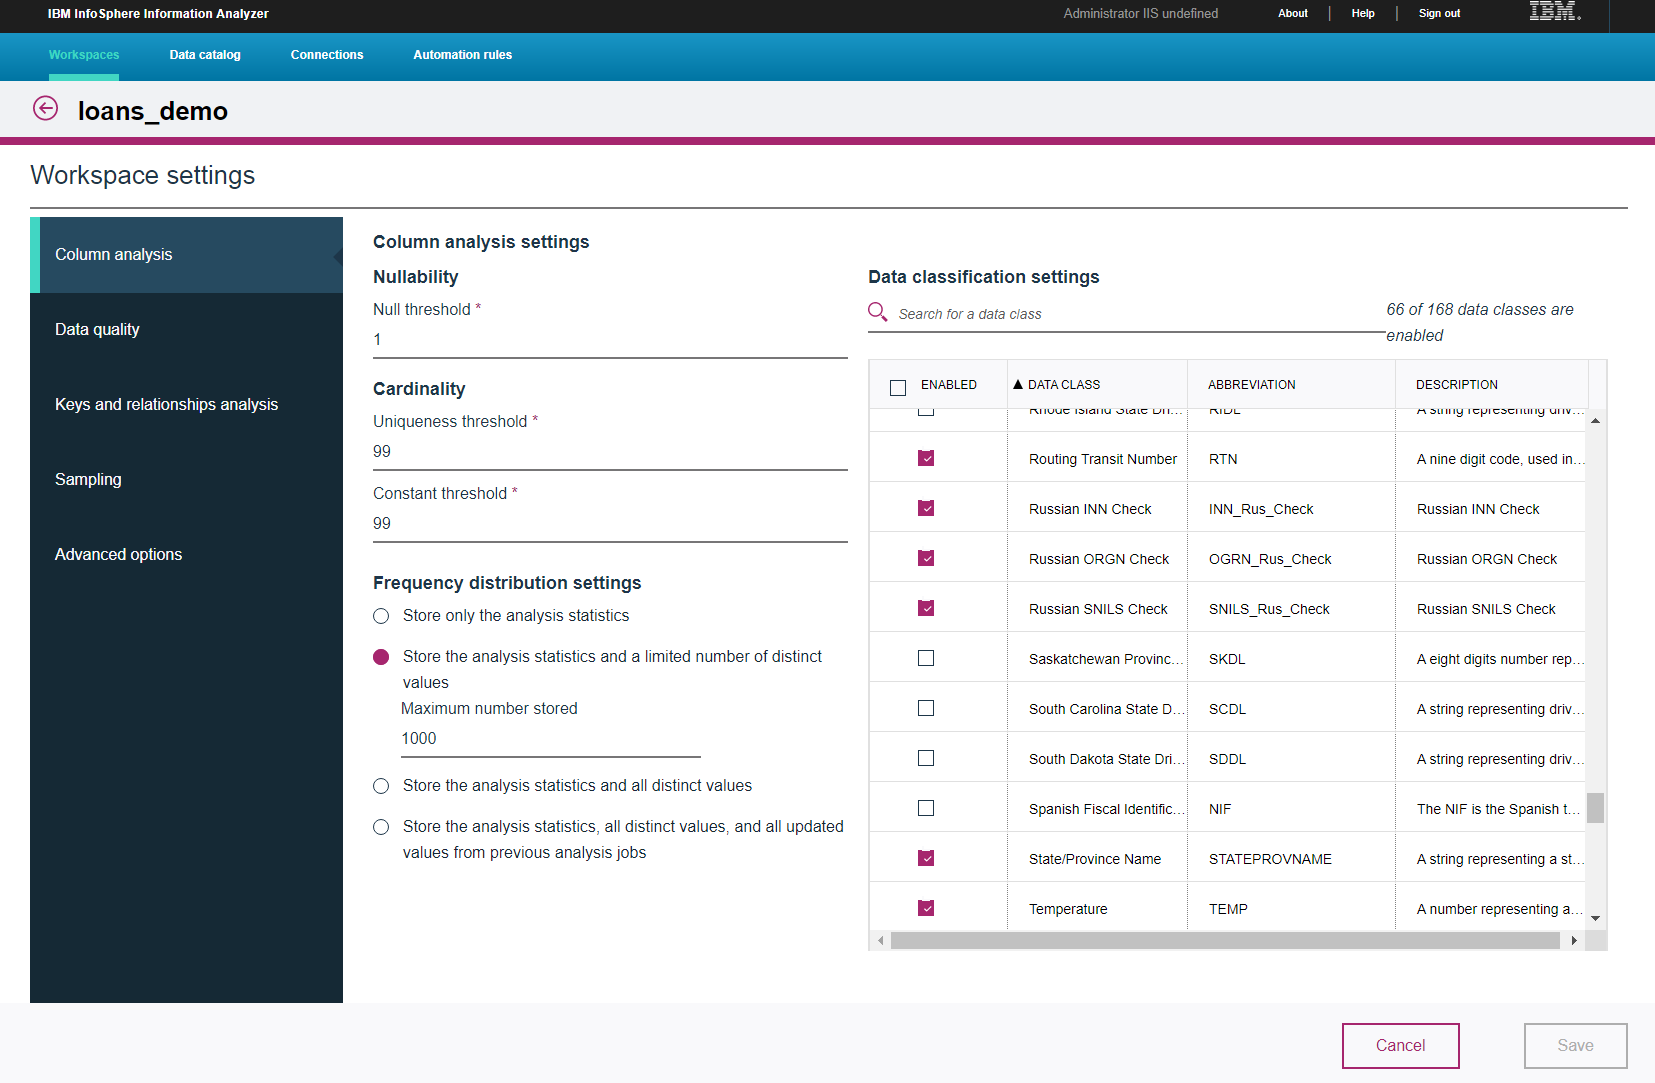 IBM InfoSphere Information Analyzer
Administrator IIS undefined
About
Help
Sign out
IBM
Workspaces
Data catalog
Connections
Automation rules
loans_demo
Workspace settings
Column analysis
Data quality
Keys and relationships analysis
Sampling
Advanced options
Column analysis settings
Nullability
Null threshold *
1
Cardinality
Uniqueness threshold *
99
Constant threshold *
99
Frequency distribution settings
Store only the analysis statistics
Store the analysis statistics and a limited number of distinct
values
Maximum number stored
1000
Store the analysis statistics and all distinct values
Store the analysis statistics, all distinct values, and all updated
values from previous analysis jobs
Data classification settings
Search for a data class
66 of 168 data classes are
enabled
ENABLED ▲ DATA CLASS ABBREVIATION DESCRIPTION
Rhode Island State Dri... RIDL A string representing driv...
Routing Transit Number RTN A nine digit code, used in...
Russian INN Check INN_Rus_Check Russian INN Check
Russian ORGN Check OGRN_Rus_Check Russian ORGN Check
Russian SNILS Check SNILS_Rus_Check Russian SNILS Check
Saskatchewan Provinc... SKDL A eight digits number rep...
South Carolina State D... SCDL A string representing driv...
South Dakota State Dri... SDDL A string representing driv...
Spanish Fiscal Identific... NIF The NIF is the Spanish t...
State/Province Name STATEPROVNAME A string representing a st...
Temperature TEMP A number representing a...
Cancel
Save